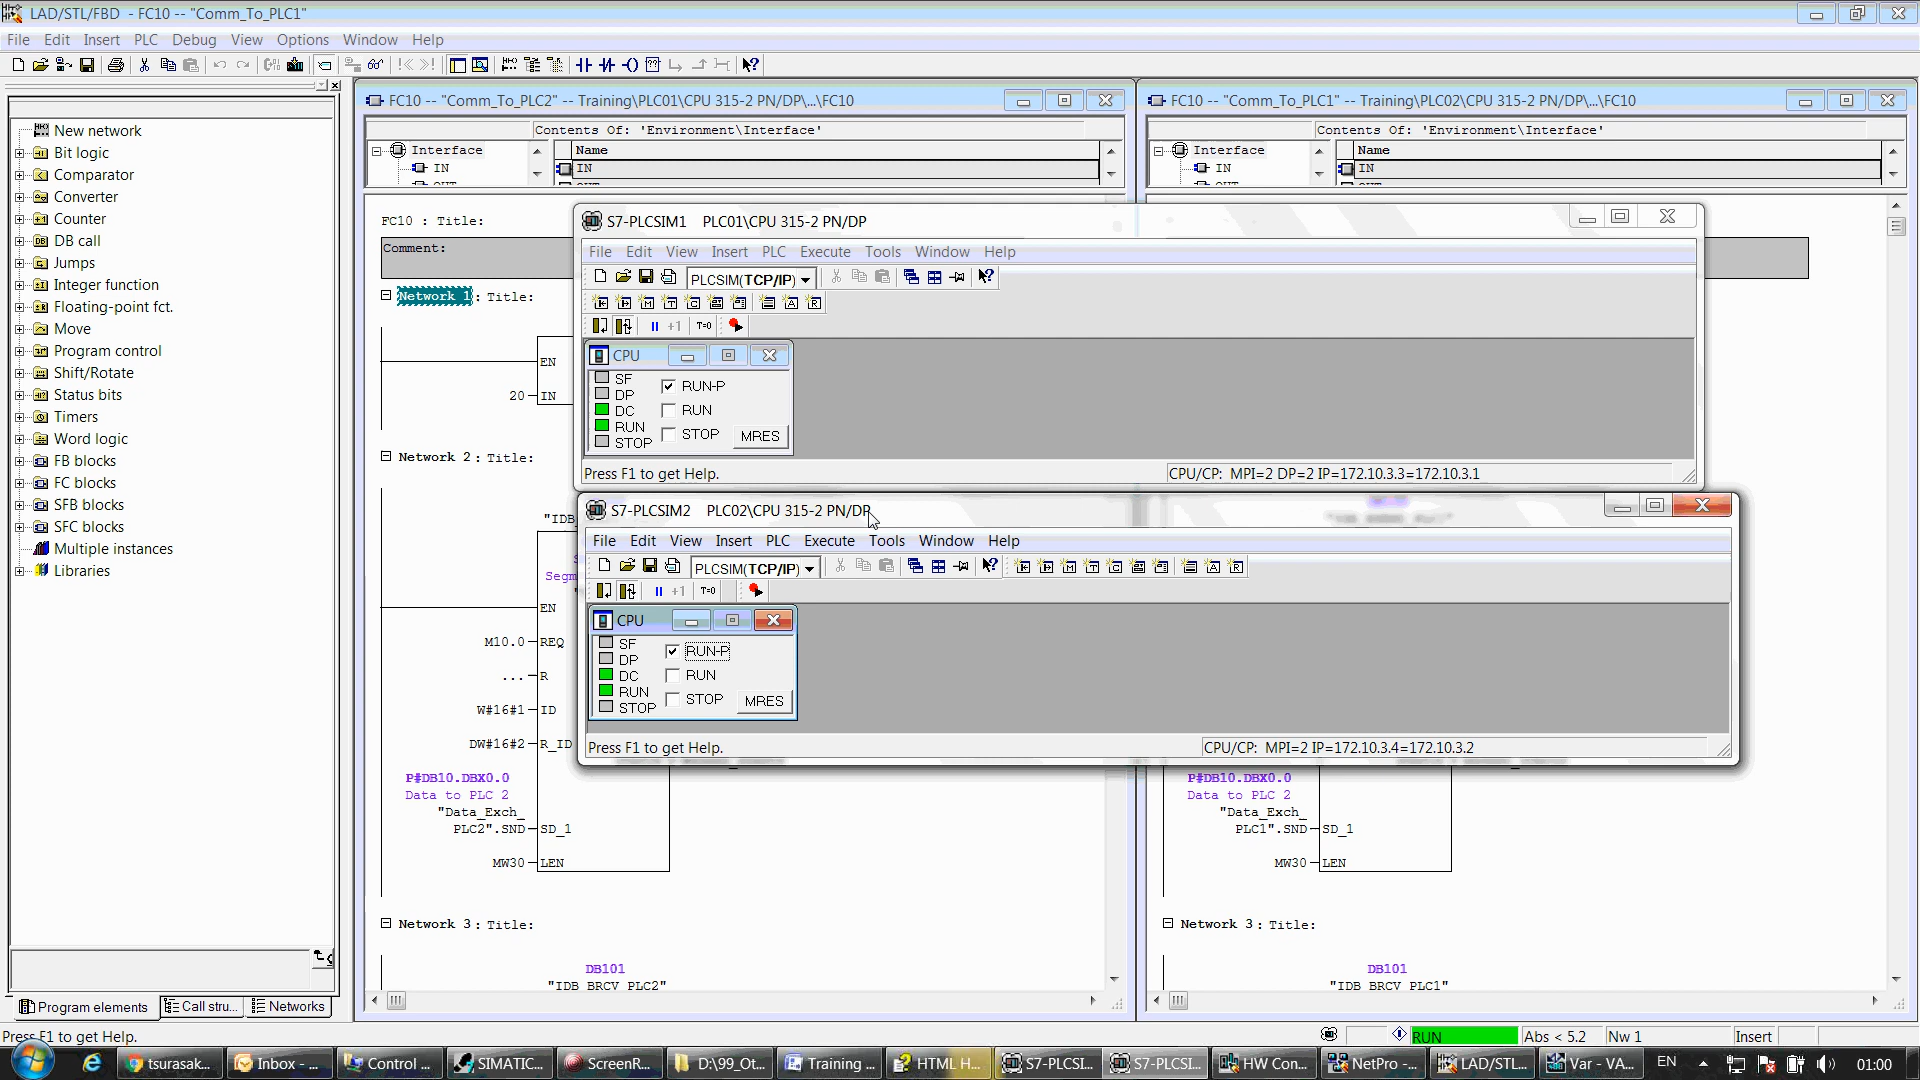 LAD/STL/FBD - FC10 -- "Comm_To_PLC1"
File Edit Insert PLC Debug View Options Window Help
New network
Bit logic
Comparator
Converter
Counter
DB call
Jumps
Integer function
Floating-point fct.
Move
Program control
Shift/Rotate
Status bits
Timers
Word logic
FB blocks
FC blocks
SFB blocks
SFC blocks
Multiple instances
Libraries
Program elements Call stru... Networks
FC10 -- "Comm_To_PLC2" -- Training\PLC01\CPU 315-2 PN/DP\...\FC10
Contents Of: 'Environment\Interface'
Interface
IN
Name
IN
FC10 : Title:
Comment:
Network 1 : Title:
EN
20 IN
Network 2 : Title:
EN
M10.0 REQ
... R
W#16#1 ID
DW#16#2 R_ID
P#DB10.DBX0.0
Data to PLC 2
"Data_Exch_
PLC2".SND SD_1
MW30 LEN
Network 3 : Title:
DB101
"IDB_BRCV_PLC2"
FC10 -- "Comm_To_PLC1" -- Training\PLC02\CPU 315-2 PN/DP\...\FC10
Contents Of: 'Environment\Interface'
Interface
IN
Name
IN
P#DB10.DBX0.0
Data to PLC 2
"Data_Exch_
PLC1".SND SD_1
MW30 LEN
Network 3 : Title:
DB101
"IDB_BRCV_PLC1"
S7-PLCSIM1 PLC01\CPU 315-2 PN/DP
File Edit View Insert PLC Execute Tools Window Help
PLCSIM(TCP/IP)
+1 T=0
CPU
SF
DP
DC
RUN
STOP
RUN-P
RUN
STOP
MRES
Press F1 to get Help. CPU/CP: MPI=2 DP=2 IP=172.10.3.3=172.10.3.1
S7-PLCSIM2 PLC02\CPU 315-2 PN/DP
File Edit View Insert PLC Execute Tools Window Help
PLCSIM(TCP/IP)
+1 T=0
CPU
SF
DP
DC
RUN
STOP
RUN-P
RUN
STOP
MRES
Press F1 to get Help. CPU/CP: MPI=2 IP=172.10.3.4=172.10.3.2
Press F1 to get Help. RUN Abs < 5.2 Nw 1 Insert
tsurasak... Inbox - ... Control ... SIMATIC... ScreenR... D:\99_Ot... Training ... HTML H... S7-PLCSI... S7-PLCSI... HW Con... NetPro -... LAD/STL... Var - VA... EN 01:00